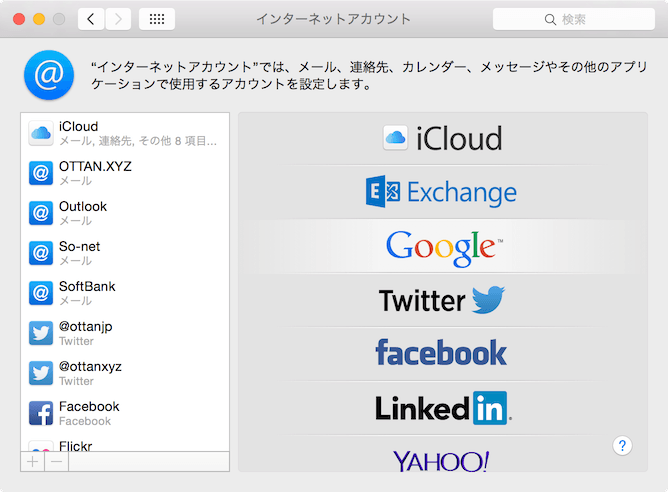 インターネットアカウント
検索
“インターネットアカウント”では、メール、連絡先、カレンダー、メッセージやその他のアプリ
ケーションで使用するアカウントを設定します。
iCloud
メール, 連絡先, その他 8 項目...
OTTAN.XYZ
メール
Outlook
メール
So-net
メール
SoftBank
メール
@ottanjp
Twitter
@ottanxyz
Twitter
Facebook
Facebook
Flickr
iCloud
Exchange
Google™
Twitter
facebook
LinkedIn.
YAHOO!
?